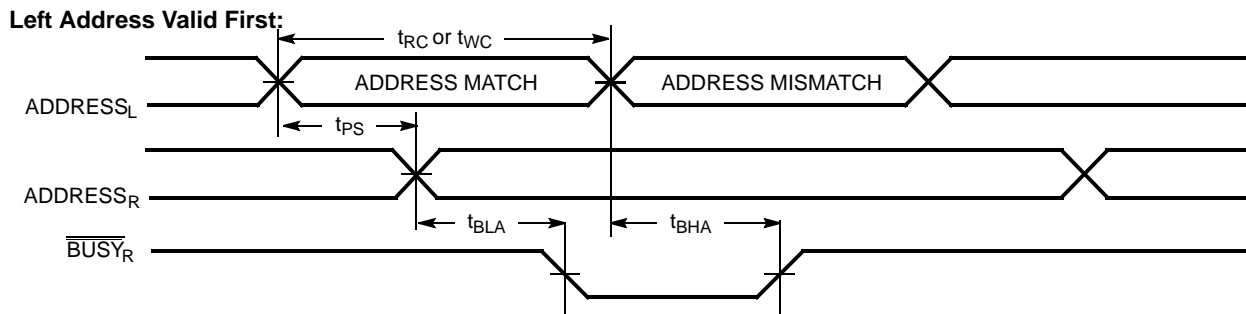 Left Address Valid First:
tRC or tWC
ADDRESS MATCH
ADDRESS MISMATCH
ADDRESSL
tPS
ADDRESSR
tBLA
tBHA
BUSYR